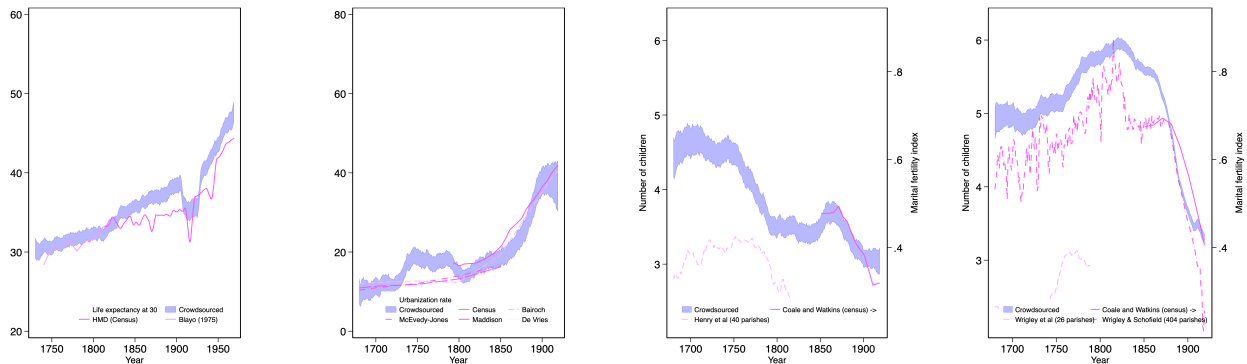 60
50
40
30
20
Life expectancy at 30
Crowdsourced
HMD (Census)
Blayo (1975)
1750
1800
1850
1900
1950
Year
80
60
40
20
0
Urbanization rate
Crowdsourced
Census
Bairoch
McEvedy-Jones
Maddison
De Vries
1700
1750
1800
1850
1900
Year
Number of children
6
5
4
3
Marital fertility index
.8
.6
.4
Crowdsourced
Coale and Watkins (census) ->
Henry et al (40 parishes)
1700
1750
1800
1850
1900
Year
Number of children
6
5
4
3
Marital fertility index
.8
.6
.4
Crowdsourced
Coale and Watkins (census) ->
Wrigley et al (26 parishes)
Wrigley & Schofield (404 parishes)
1700
1750
1800
1850
1900
Year